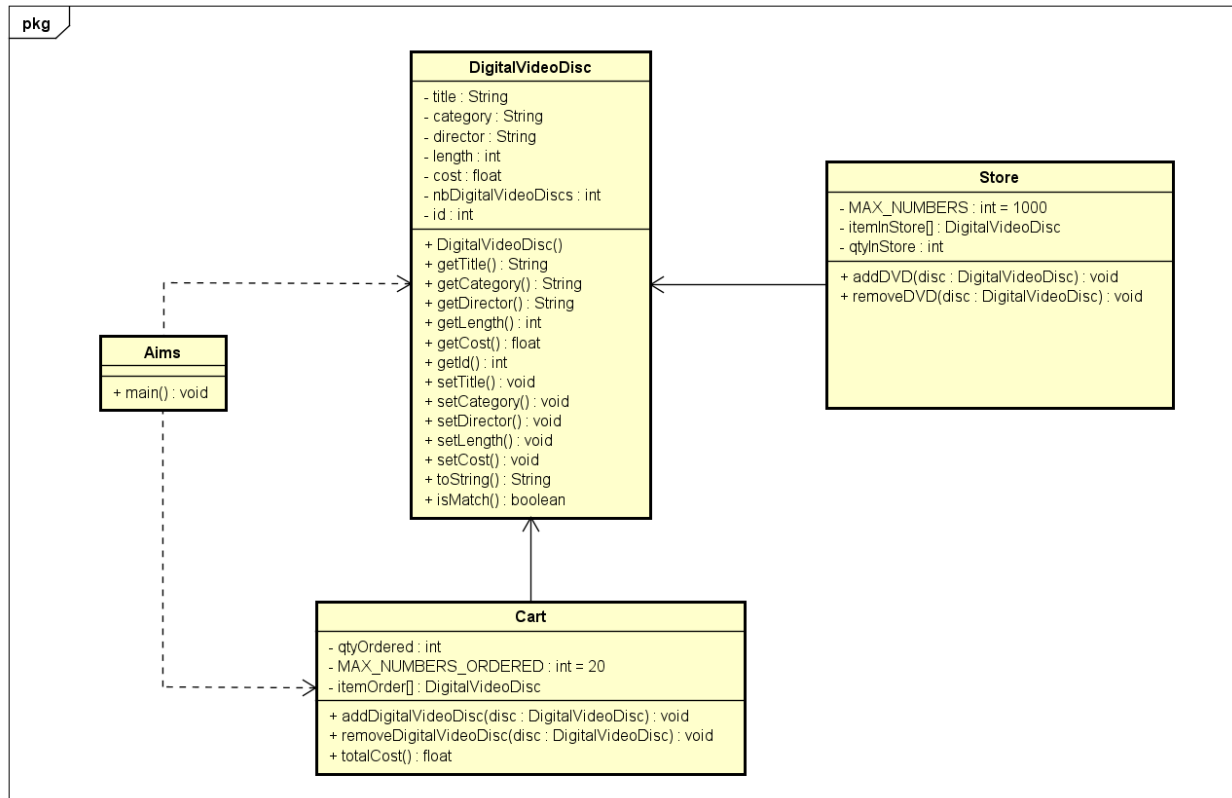 pkg
DigitalVideoDisc
- title : String
- category : String
- director : String
- length : int
- cost : float
- nbDigitalVideoDiscs : int
- id : int
+ DigitalVideoDisc()
+ getTitle() : String
+ getCategory() : String
+ getDirector() : String
+ getLength() : int
+ getCost() : float
+ getId() : int
+ setTitle() : void
+ setCategory() : void
+ setDirector() : void
+ setLength() : void
+ setCost() : void
+ toString() : String
+ isMatch() : boolean
Store
- MAX_NUMBERS : int = 1000
- itemInStore[] : DigitalVideoDisc
- qtyInStore : int
+ addDVD(disc : DigitalVideoDisc) : void
+ removeDVD(disc : DigitalVideoDisc) : void
Aims
+ main() : void
Cart
- qtyOrdered : int
- MAX_NUMBERS_ORDERED : int = 20
- itemOrder[] : DigitalVideoDisc
+ addDigitalVideoDisc(disc : DigitalVideoDisc) : void
+ removeDigitalVideoDisc(disc : DigitalVideoDisc) : void
+ totalCost() : float